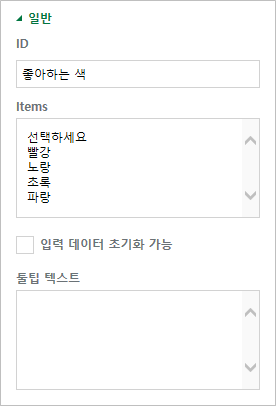 일반
ID
좋아하는 색
Items
선택하세요
빨강
노랑
초록
파랑
입력 데이터 초기화 가능
툴팁 텍스트